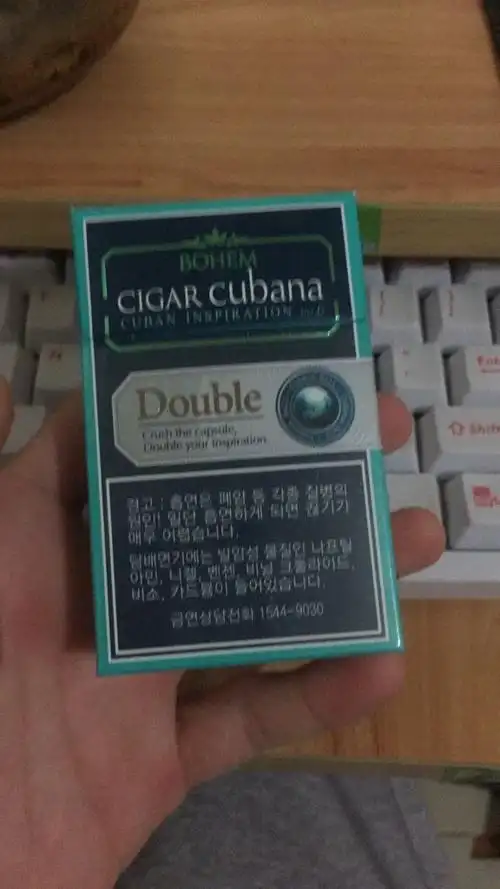 BOHEM
CIGAR cubana
CUBAN INSPIRATION no.6
Double
Crush the capsule,
Double your inspiration.
경고 : 흡연은 폐암 등 각종 질병의
원인! 일단 흡연하게 되면 끊기가
매우 어렵습니다.
담배연기에는 발암성 물질인 나프틸
아민, 니켈, 벤젠, 비닐 크롤라이드,
비소, 카드뮴이 들어있습니다.
금연상담전화 1544-9030
Shift